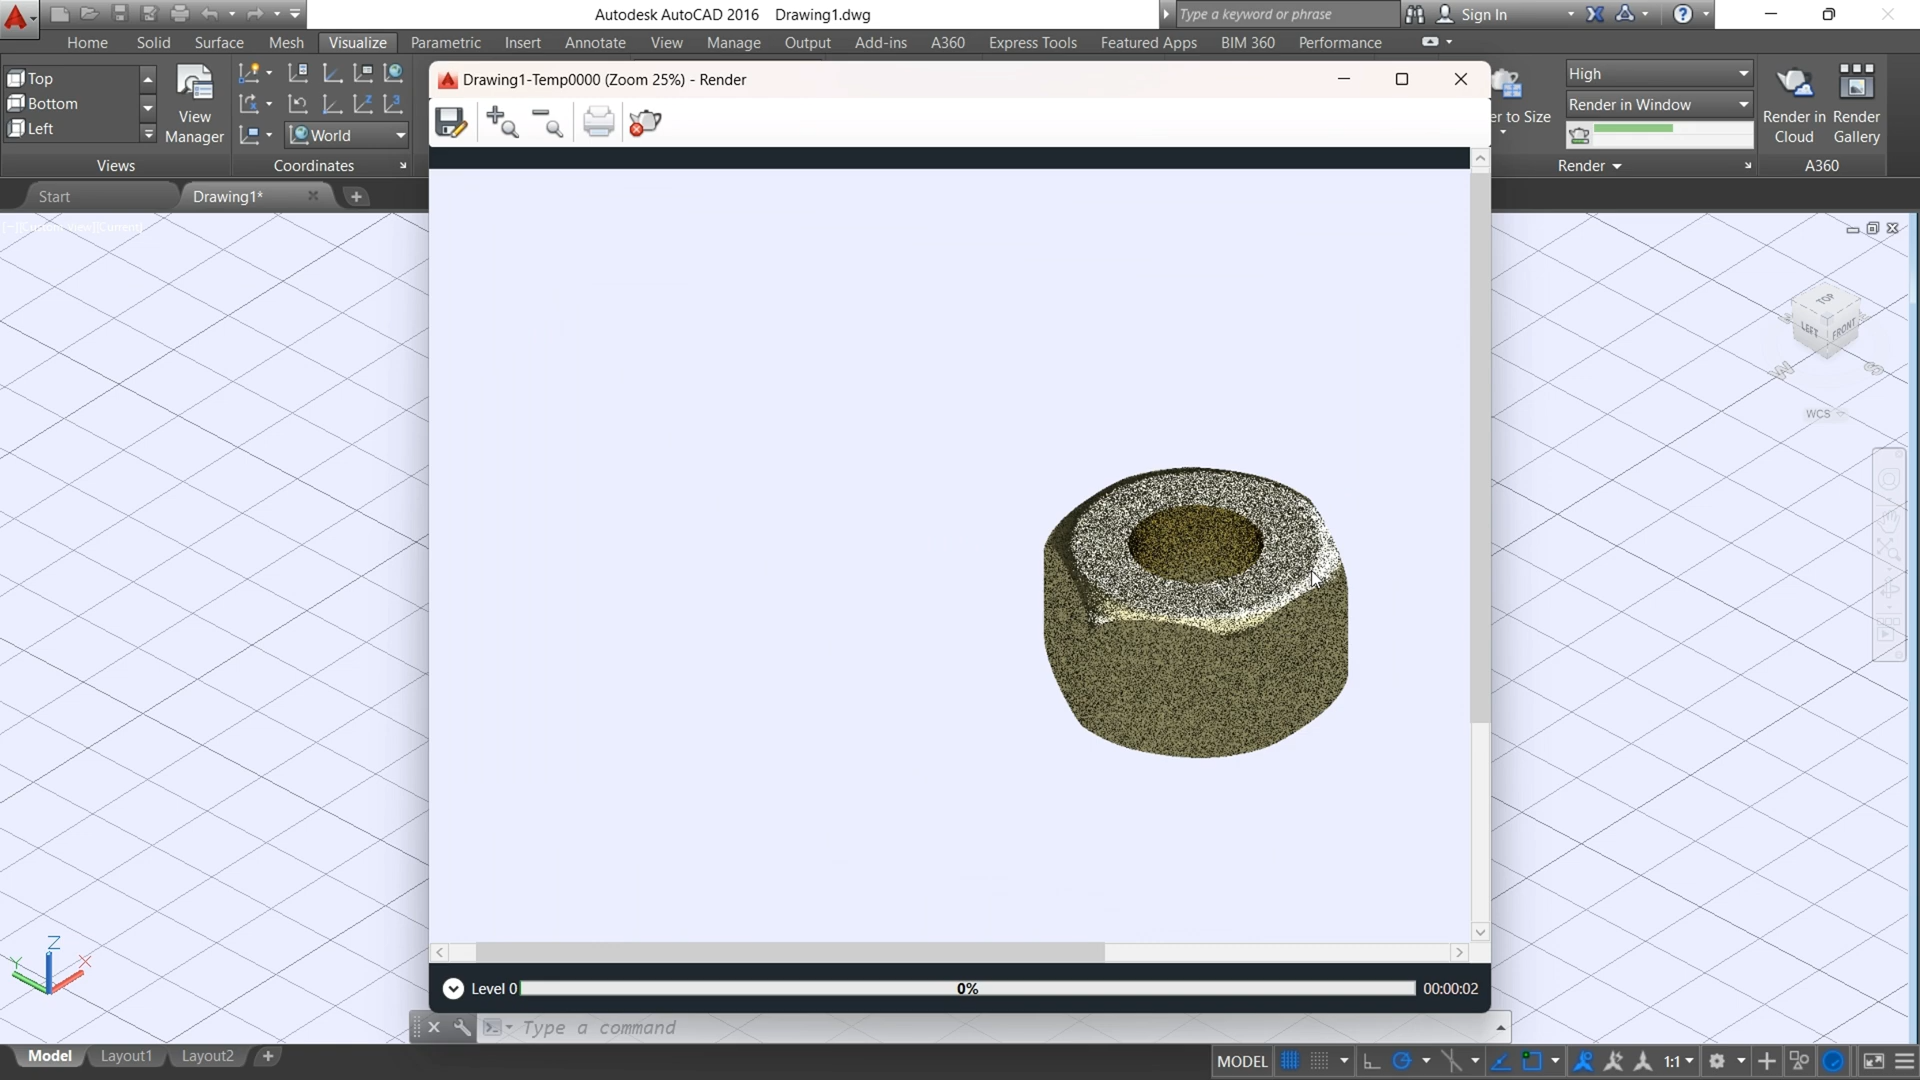 Autodesk AutoCAD 2016 Drawing1.dwg
Type a keyword or phrase
Sign In
Home Solid Surface Mesh Visualize Parametric Insert Annotate View Manage Output Add-ins A360 Express Tools Featured Apps BIM 360 Performance
Top
Bottom
Left
View
Manager
World
Views
Coordinates
Drawing1-Temp0000 (Zoom 25%) - Render
er to Size
High
Render in Window
Render in
Cloud
Render
Gallery
Render
A360
Start
Drawing1*
TOP
LEFT
FRONT
W
S
WCS
Z
Y
X
Level 0
0%
00:00:02
Type a command
Model
Layout1
Layout2
MODEL
1:1